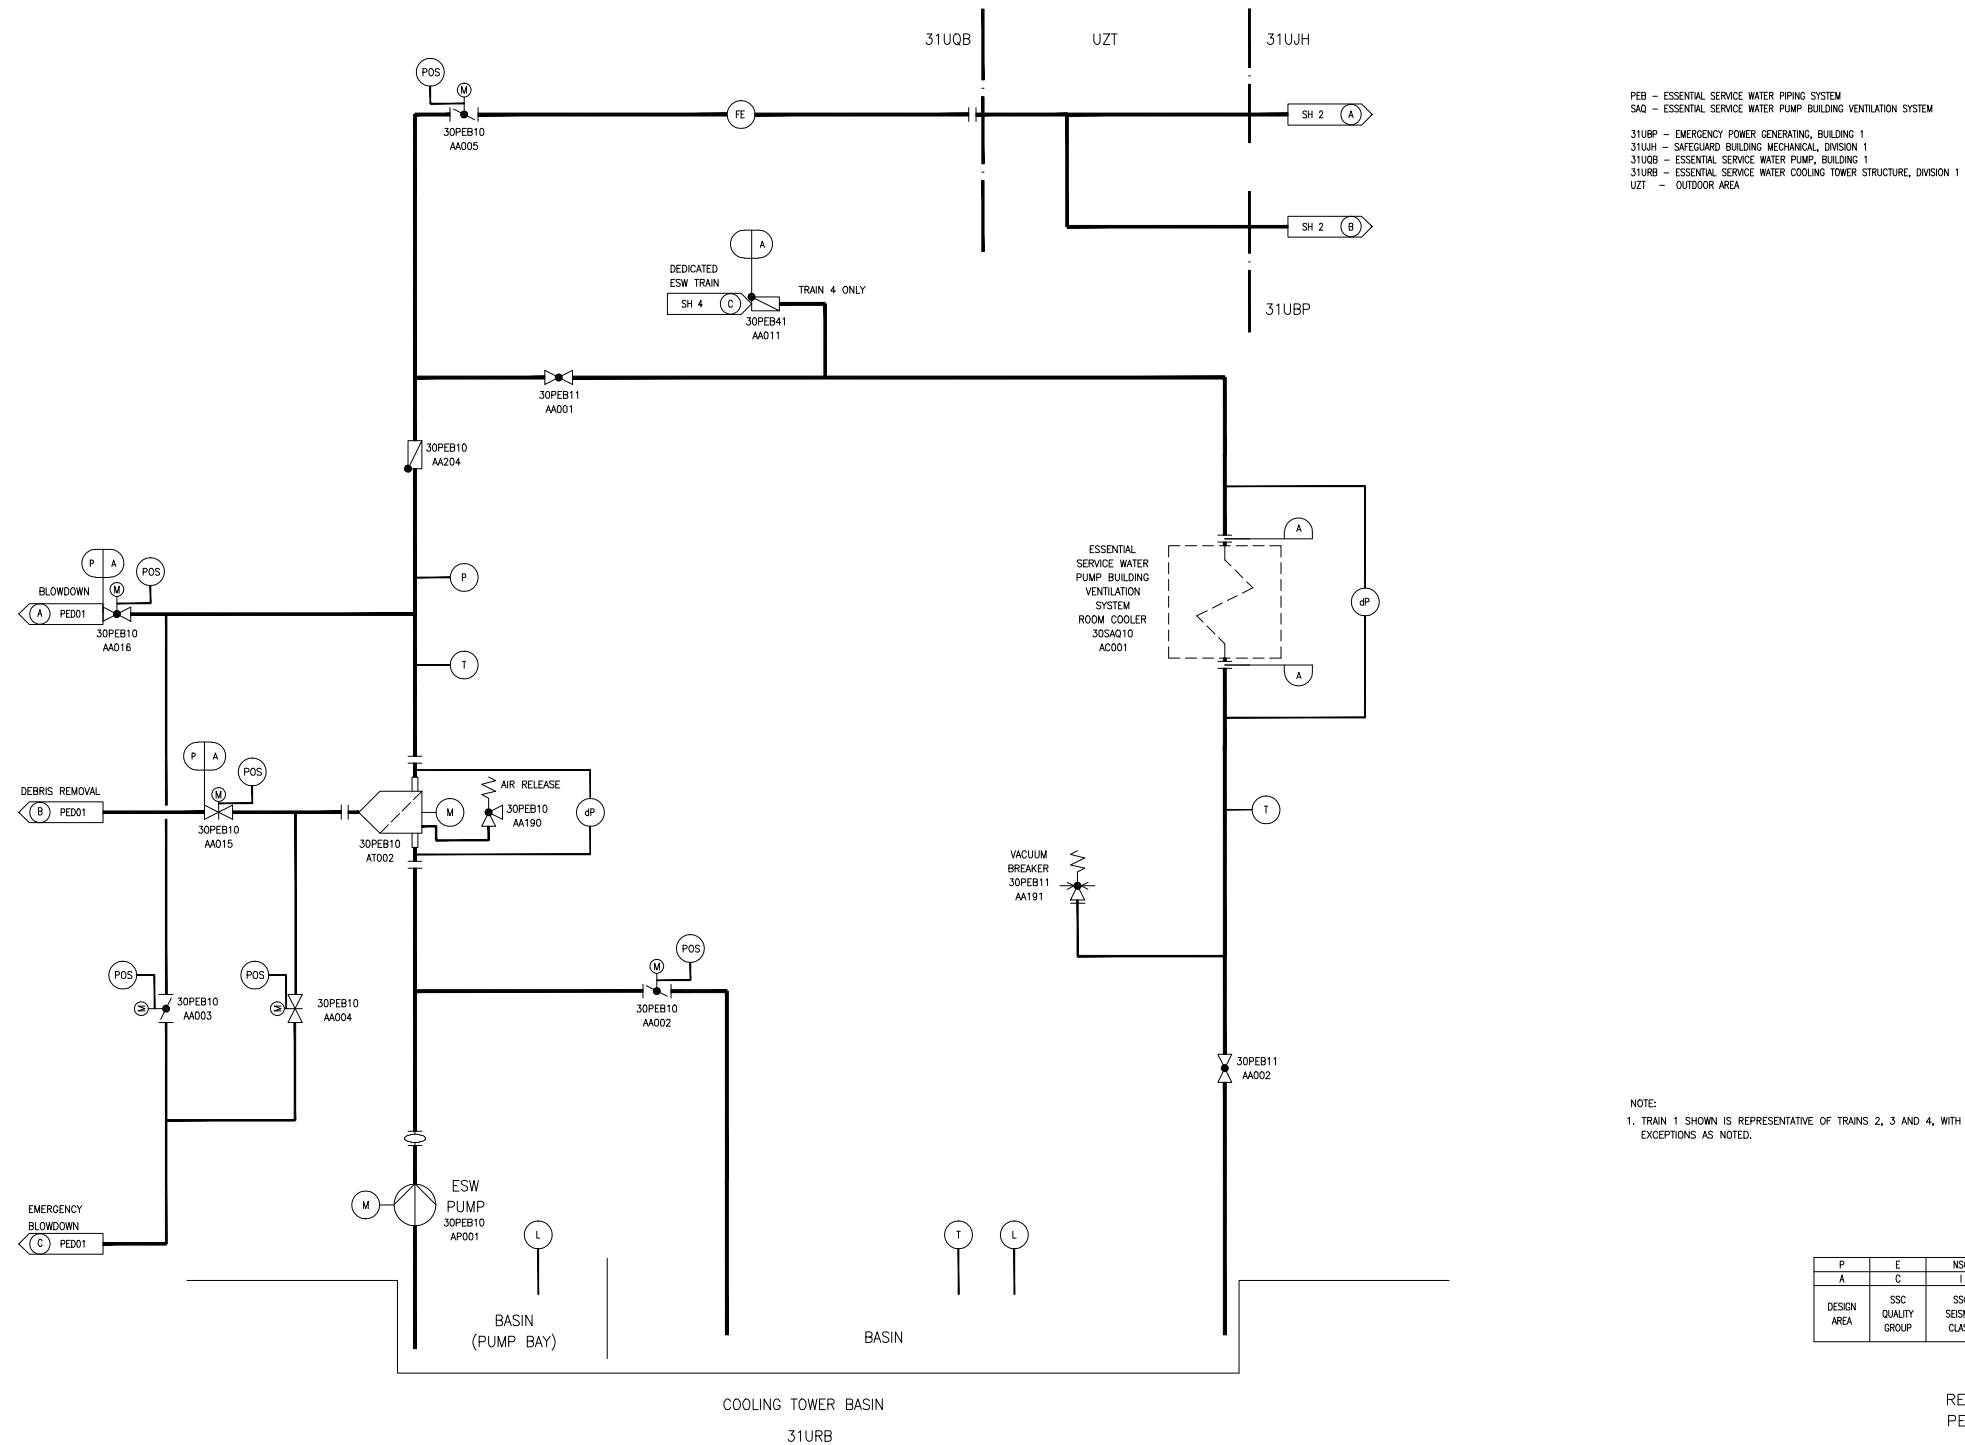 31UQB
UZT
31UJH
POS
M
FE
SH 2 A
30PEB10
AA005
PEB – ESSENTIAL SERVICE WATER PIPING SYSTEM
SAQ – ESSENTIAL SERVICE WATER PUMP BUILDING VENTILATION SYSTEM
31UBP – EMERGENCY POWER GENERATING, BUILDING 1
31UJH – SAFEGUARD BUILDING MECHANICAL, DIVISION 1
31UQB – ESSENTIAL SERVICE WATER PUMP, BUILDING 1
31URB – ESSENTIAL SERVICE WATER COOLING TOWER STRUCTURE, DIVISION 1
UZT – OUTDOOR AREA
SH 2 B
31UBP
A
DEDICATED
ESW TRAIN
SH 4 C
TRAIN 4 ONLY
30PEB41
AA011
30PEB11
AA001
30PEB10
AA204
P
T
P A
POS
M
BLOWDOWN
A PED01
30PEB10
AA016
ESSENTIAL
SERVICE WATER
PUMP BUILDING
VENTILATION
SYSTEM
ROOM COOLER
30SAQ10
AC001
A
A
dP
T
P A
POS
M
DEBRIS REMOVAL
B PED01
30PEB10
AA015
30PEB10
AT002
M
AIR RELEASE
30PEB10
AA190
dP
VACUUM
BREAKER
30PEB11
AA191
POS
M
30PEB10
AA003
POS
M
30PEB10
AA004
POS
M
30PEB10
AA002
30PEB11
AA002
NOTE:
1. TRAIN 1 SHOWN IS REPRESENTATIVE OF TRAINS 2, 3 AND 4, WITH
EXCEPTIONS AS NOTED.
M
ESW
PUMP
30PEB10
AP001
EMERGENCY
BLOWDOWN
C PED01
L
T
L
BASIN
(PUMP BAY)
BASIN
COOLING TOWER BASIN
31URB
P E
A C I
DESIGN
AREA
SSC
QUALITY
GROUP
RE
PE